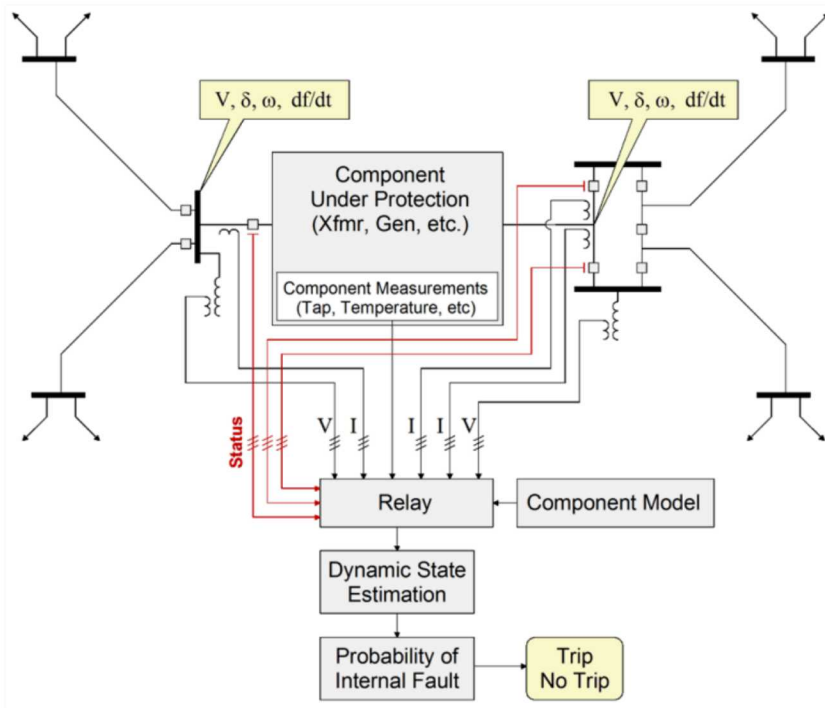 V, δ, ω, df/dt
V, δ, ω, df/dt
Component
Under Protection
(Xfmr, Gen, etc.)
Component Measurements
(Tap, Temperature, etc)
Status
V
I
I
I
V
Relay
Component Model
Dynamic State
Estimation
Probability of
Internal Fault
Trip
No Trip